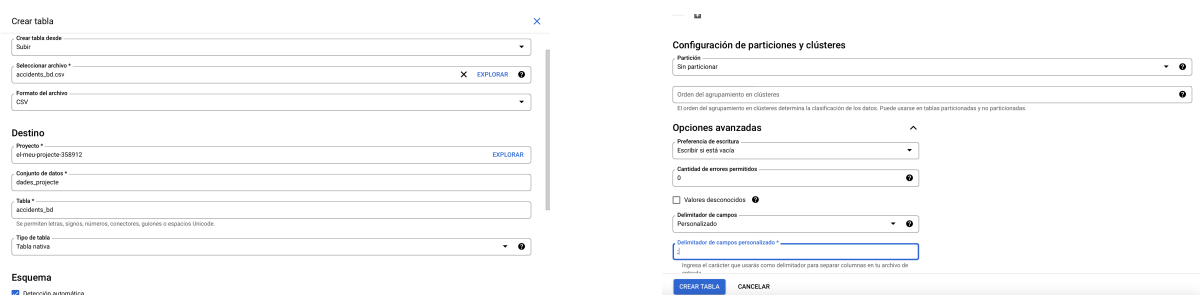 Crear tabla
Crear tabla desde
Subir
Seleccionar archivo *
accidents_bd.csv
EXPLORAR
Formato del archivo
CSV
Destino
Proyecto *
el-meu-projecte-358912
EXPLORAR
Conjunto de datos *
dades_projecte
Tabla *
accidents_bd
Se permiten letras, signos, números, conectores, guiones o espacios Unicode.
Tipo de tabla
Tabla nativa
Esquema
Detección automática
Configuración de particiones y clústeres
Partición
Sin particionar
Orden del agrupamiento en clústeres
El orden del agrupamiento en clústeres determina la clasificación de los datos. Puede usarse en tablas particionadas y no particionadas.
Opciones avanzadas
Preferencia de escritura
Escribir si está vacía
Cantidad de errores permitidos
0
Valores desconocidos
Delimitador de campos
Personalizado
Delimitador de campos personalizado *
;
Ingresa el carácter que usarás como delimitador para separar columnas en tu archivo de
entrada.
CREAR TABLA
CANCELAR